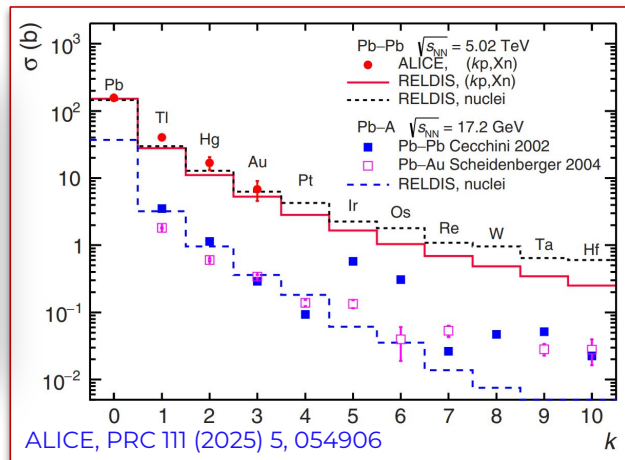 σ (b)
10³
10²
10
1
10⁻¹
10⁻²
Pb–Pb √s_NN = 5.02 TeV
ALICE, (kp,Xn)
RELDIS, (kp,Xn)
RELDIS, nuclei
Pb–A √s_NN = 17.2 GeV
Pb–Pb Cecchini 2002
Pb–Au Scheidenberger 2004
RELDIS, nuclei
Pb
Tl
Hg
Au
Pt
Ir
Os
Re
W
Ta
Hf
0 1 2 3 4 5 6 7 8 9 10
ALICE, PRC 111 (2025) 5, 054906
k